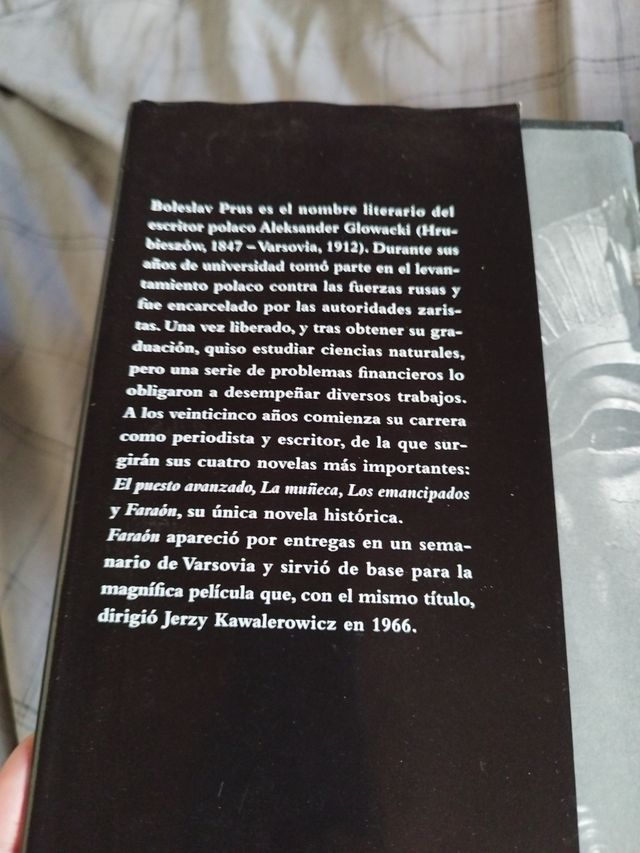 Boleslav Prus es el nombre literario del
escritor polaco Aleksander Glowacki (Hru-
bieszów, 1847 – Varsovia, 1912). Durante sus
años de universidad tomó parte en el levan-
tamiento polaco contra las fuerzas rusas y
fue encarcelado por las autoridades zaris-
tas. Una vez liberado, y tras obtener su gra-
duación, quiso estudiar ciencias naturales,
pero una serie de problemas financieros lo
obligaron a desempeñar diversos trabajos.
A los veinticinco años comienza su carrera
como periodista y escritor, de la que sur-
girán sus cuatro novelas más importantes:
El puesto avanzado, La muñeca, Los emancipados
y Faraón, su única novela histórica.
Faraón apareció por entregas en un sema-
nario de Varsovia y sirvió de base para la
magnífica película que, con el mismo título,
dirigió Jerzy Kawalerowicz en 1966.